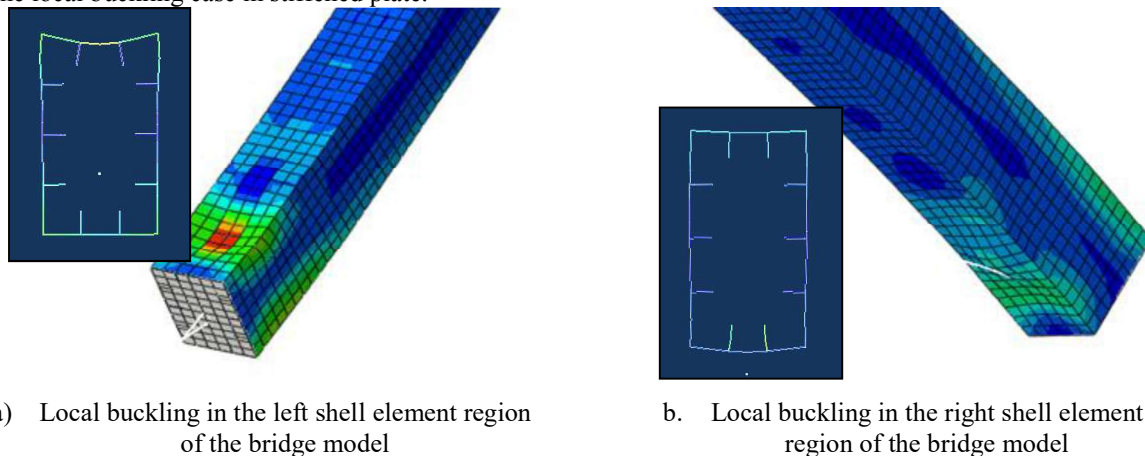 local buckling case in stiffened plate.
a) Local buckling in the left shell element region
of the bridge model
b. Local buckling in the right shell element
region of the bridge model